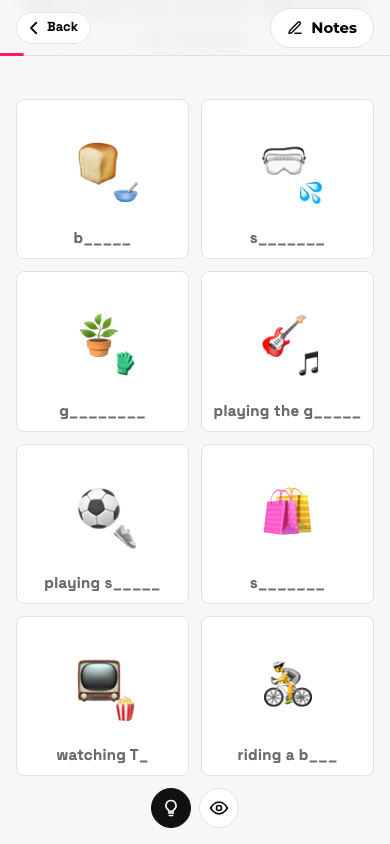 Back
Notes
b_____
s_______
g________
playing the g_____
playing s_____
s_______
watching T_
riding a b___